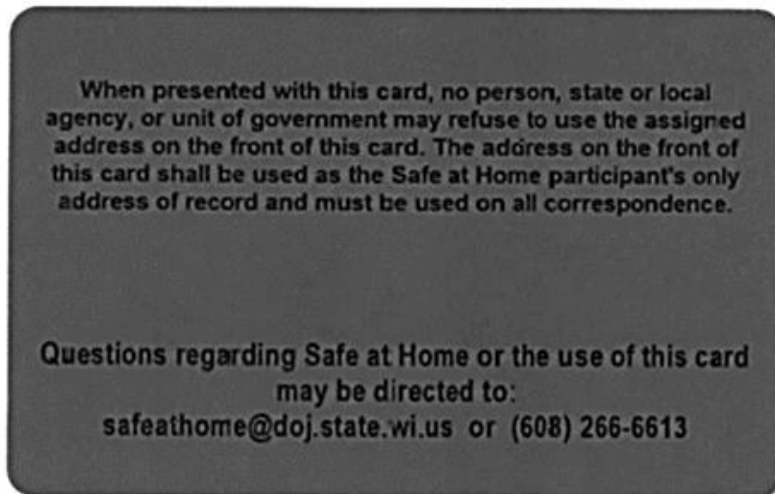 When presented with this card, no person, state or local
agency, or unit of government may refuse to use the assigned
address on the front of this card. The address on the front of
this card shall be used as the Safe at Home participant's only
address of record and must be used on all correspondence.
Questions regarding Safe at Home or the use of this card
may be directed to:
safeathome@doj.state.wi.us or (608) 266-6613